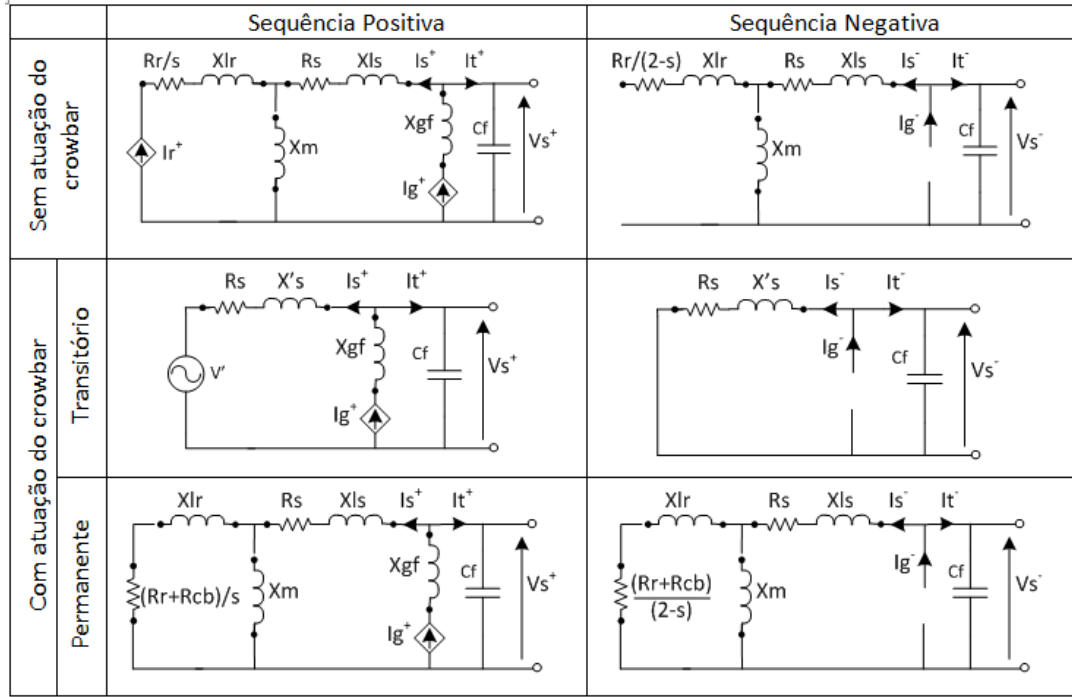 Sequência Positiva
Sequência Negativa
Sem atuação do
crowbar
Rr/s Xlr Rs Xls Is⁺ It⁺
Ir⁺ Xm Xgf Cf Vs⁺
Ig⁺
Rr/(2-s) Xlr Rs Xls Is⁻ It⁻
Xm Ig⁻ Cf Vs⁻
Com atuação do crowbar
Transitório
Rs X's Is⁺ It⁺
V' Xgf Cf Vs⁺
Ig⁺
Rs X's Is⁻ It⁻
Ig⁻ Cf Vs⁻
Permanente
Xlr Rs Xls Is⁺ It⁺
(Rr+Rcb)/s Xm Xgf Cf Vs⁺
Ig⁺
Xlr Rs Xls Is⁻ It⁻
(Rr+Rcb) Xm Ig⁻ Cf Vs⁻
(2-s)